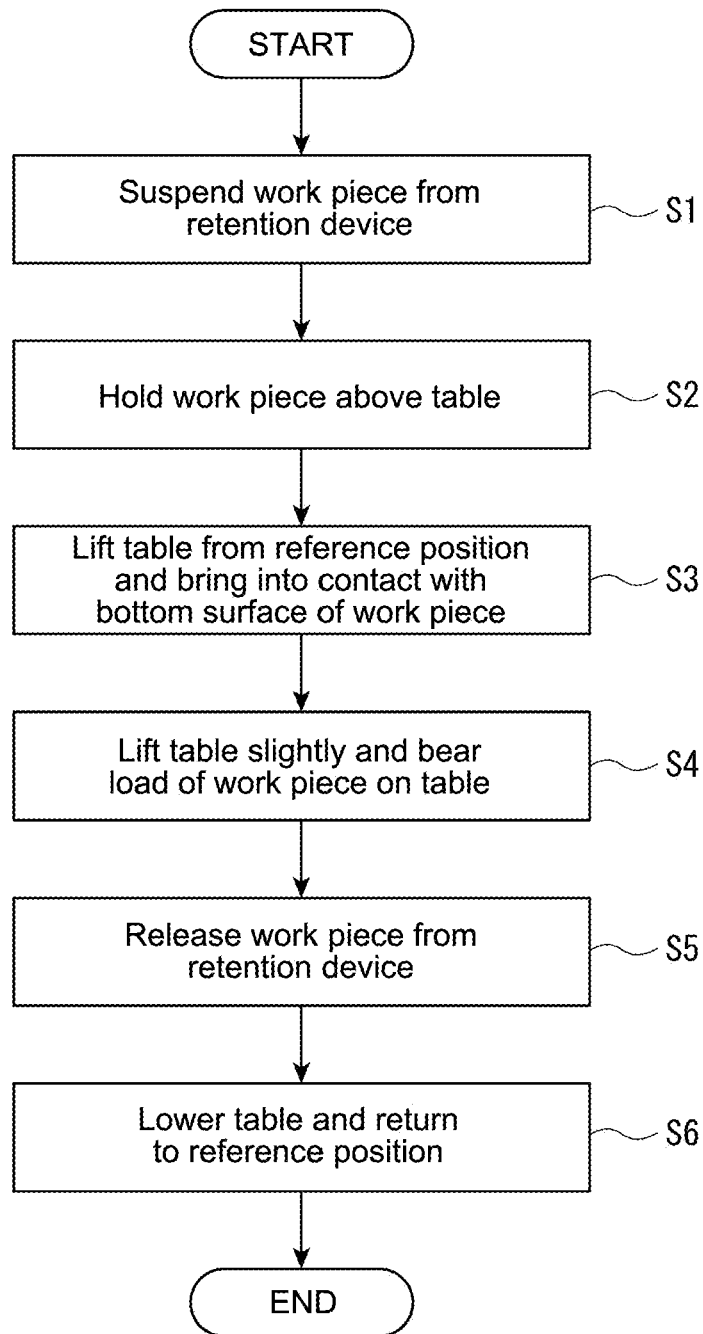 START
Suspend work piece from
retention device
S1
Hold work piece above table
S2
Lift table from reference position
and bring into contact with
bottom surface of work piece
S3
Lift table slightly and bear
load of work piece on table
S4
Release work piece from
retention device
S5
Lower table and return
to reference position
S6
END